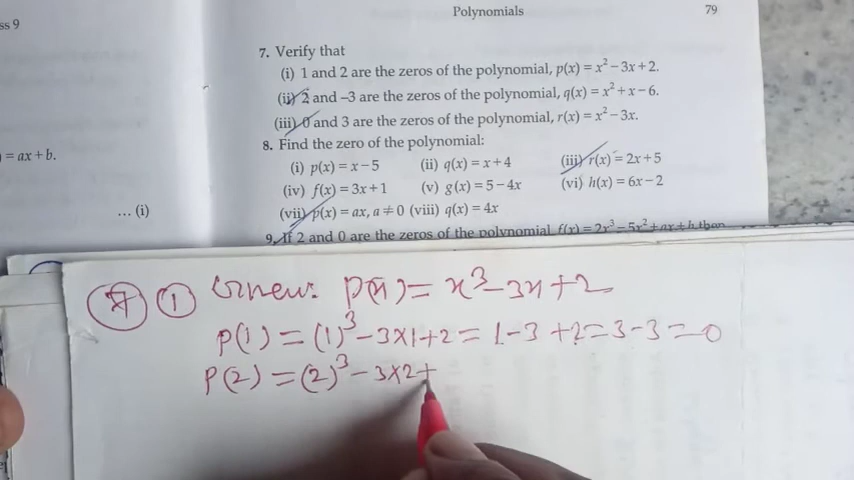 ss 9
Polynomials 79
7. Verify that
(i) 1 and 2 are the zeros of the polynomial, p(x) = x² − 3x + 2.
(ii) 2 and −3 are the zeros of the polynomial, q(x) = x² + x − 6.
(iii) 0 and 3 are the zeros of the polynomial, r(x) = x² − 3x.
8. Find the zero of the polynomial:
(i) p(x) = x − 5 (ii) q(x) = x + 4 (iii) r(x) = 2x + 5
(iv) f(x) = 3x + 1 (v) g(x) = 5 − 4x (vi) h(x) = 6x − 2
(vii) p(x) = ax, a ≠ 0 (viii) q(x) = 4x
9. If 2 and 0 are the zeros of the polynomial f(x) = 2x³ − 5x² + ax + b then
) = ax + b.
... (i)
7 1 Given: P(x) = x³ − 3x + 2
P(1) = (1)³ − 3×1 + 2 = 1 − 3 + 2 = 3 − 3 = 0
P(2) = (2)³ − 3×2 +